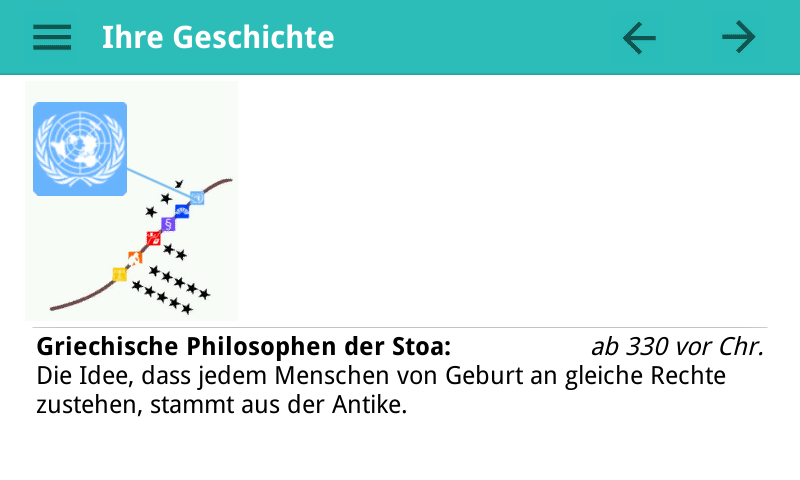 Ihre Geschichte
Griechische Philosophen der Stoa: ab 330 vor Chr.
Die Idee, dass jedem Menschen von Geburt an gleiche Rechte
zustehen, stammt aus der Antike.